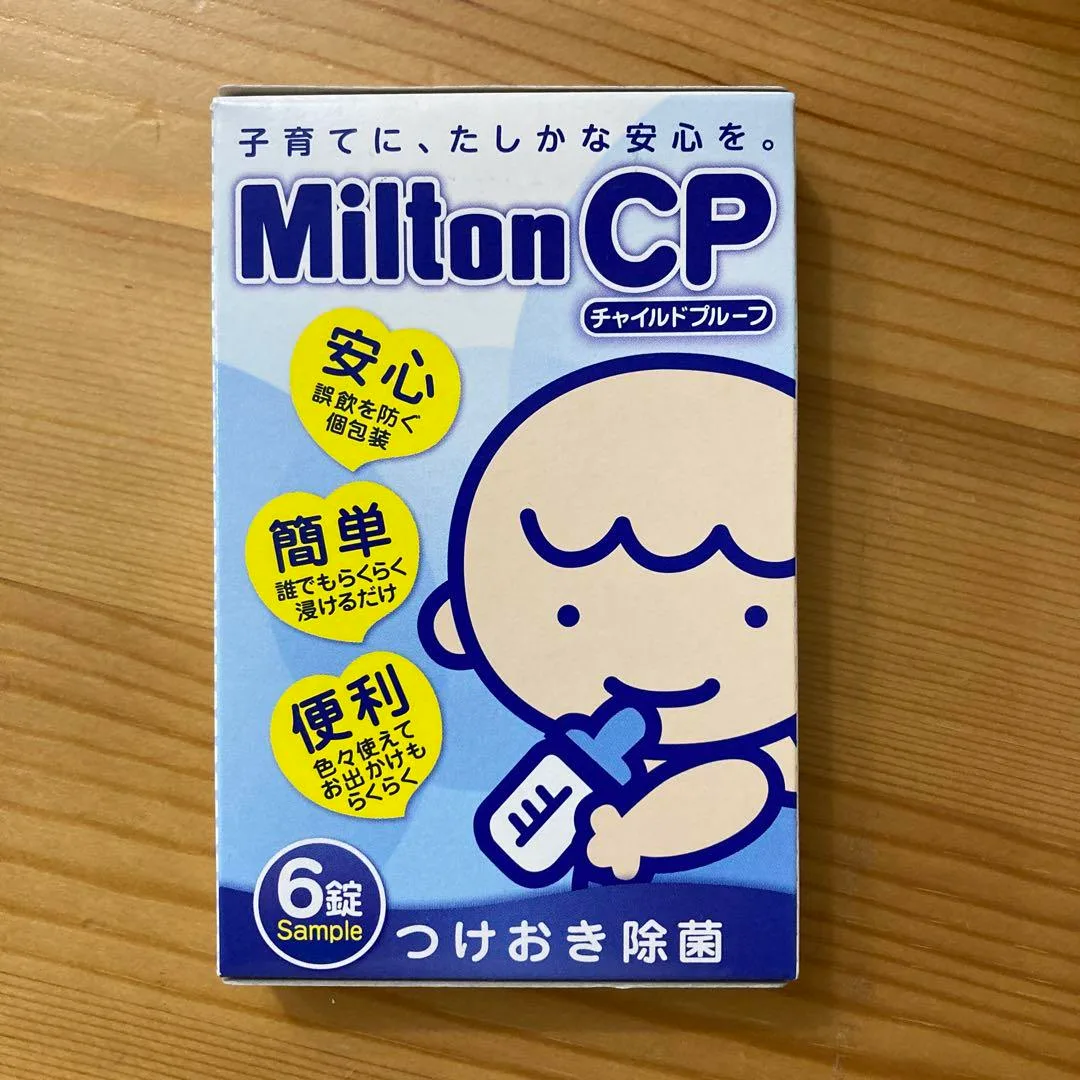 子育てに、たしかな安心を。
Milton CP
チャイルドプルーフ
安心
誤飲を防ぐ
個包装
簡単
誰でもらくらく
浸けるだけ
便利
色々使えて
お出かけも
らくらく
6錠
Sample
つけおき除菌